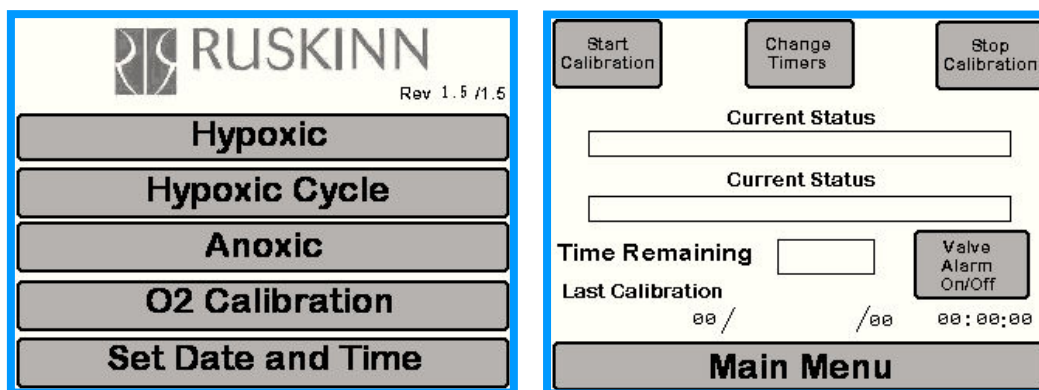 RUSKINN
Rev 1.5 /1.5
Hypoxic
Hypoxic Cycle
Anoxic
O2 Calibration
Set Date and Time
Start
Calibration
Change
Timers
Stop
Calibration
Current Status
Current Status
Time Remaining
Valve
Alarm
On/Off
Last Calibration
00/ /00 00:00:00
Main Menu